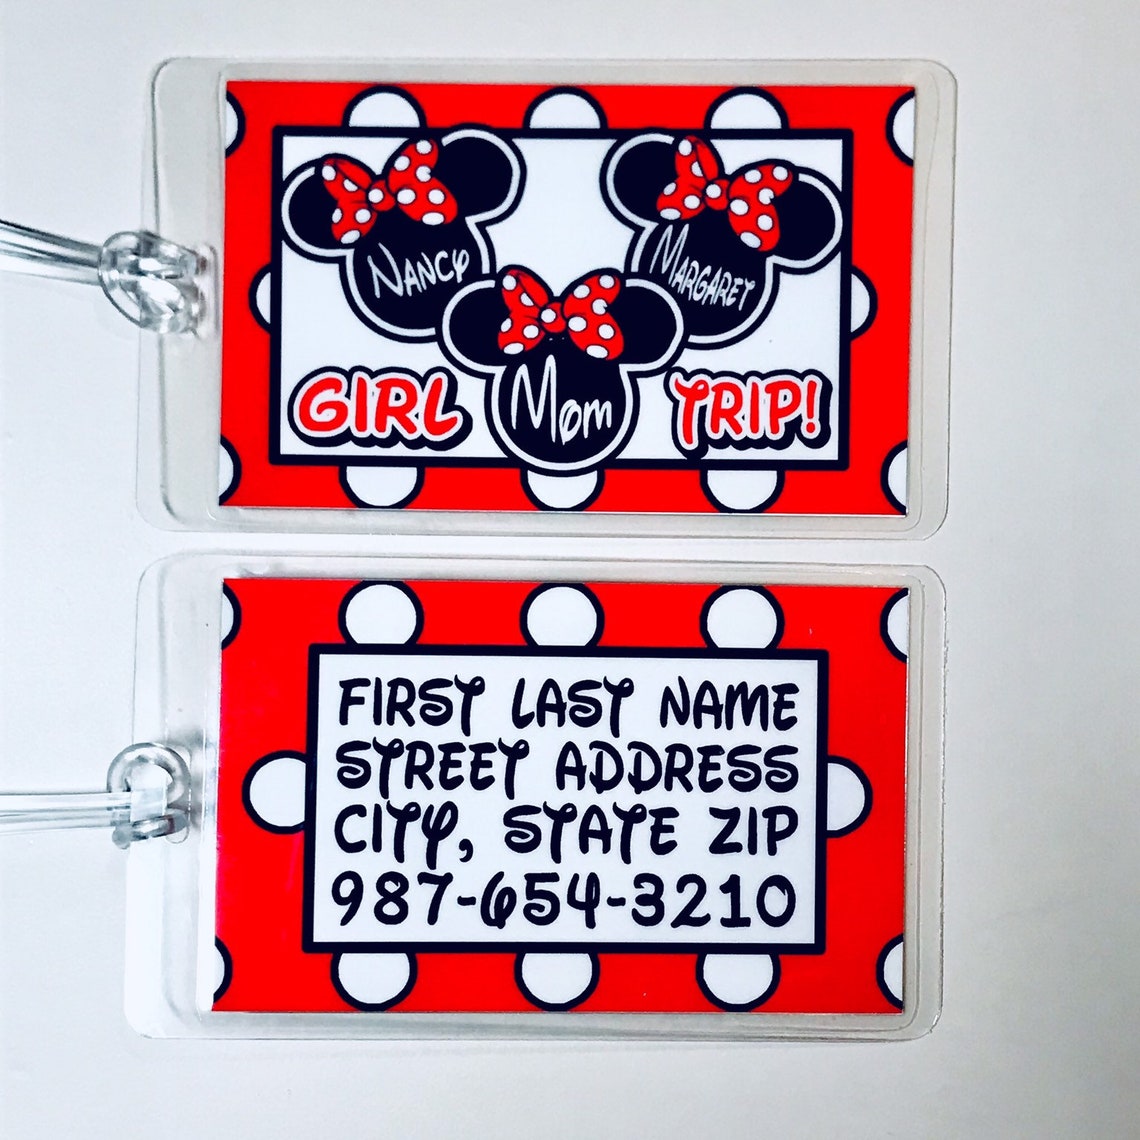 NANCY
MARGARET
Mom
GIRL TRIP!
FIRST LAST NAME
STREET ADDRESS
CITY, STATE ZIP
987-654-3210